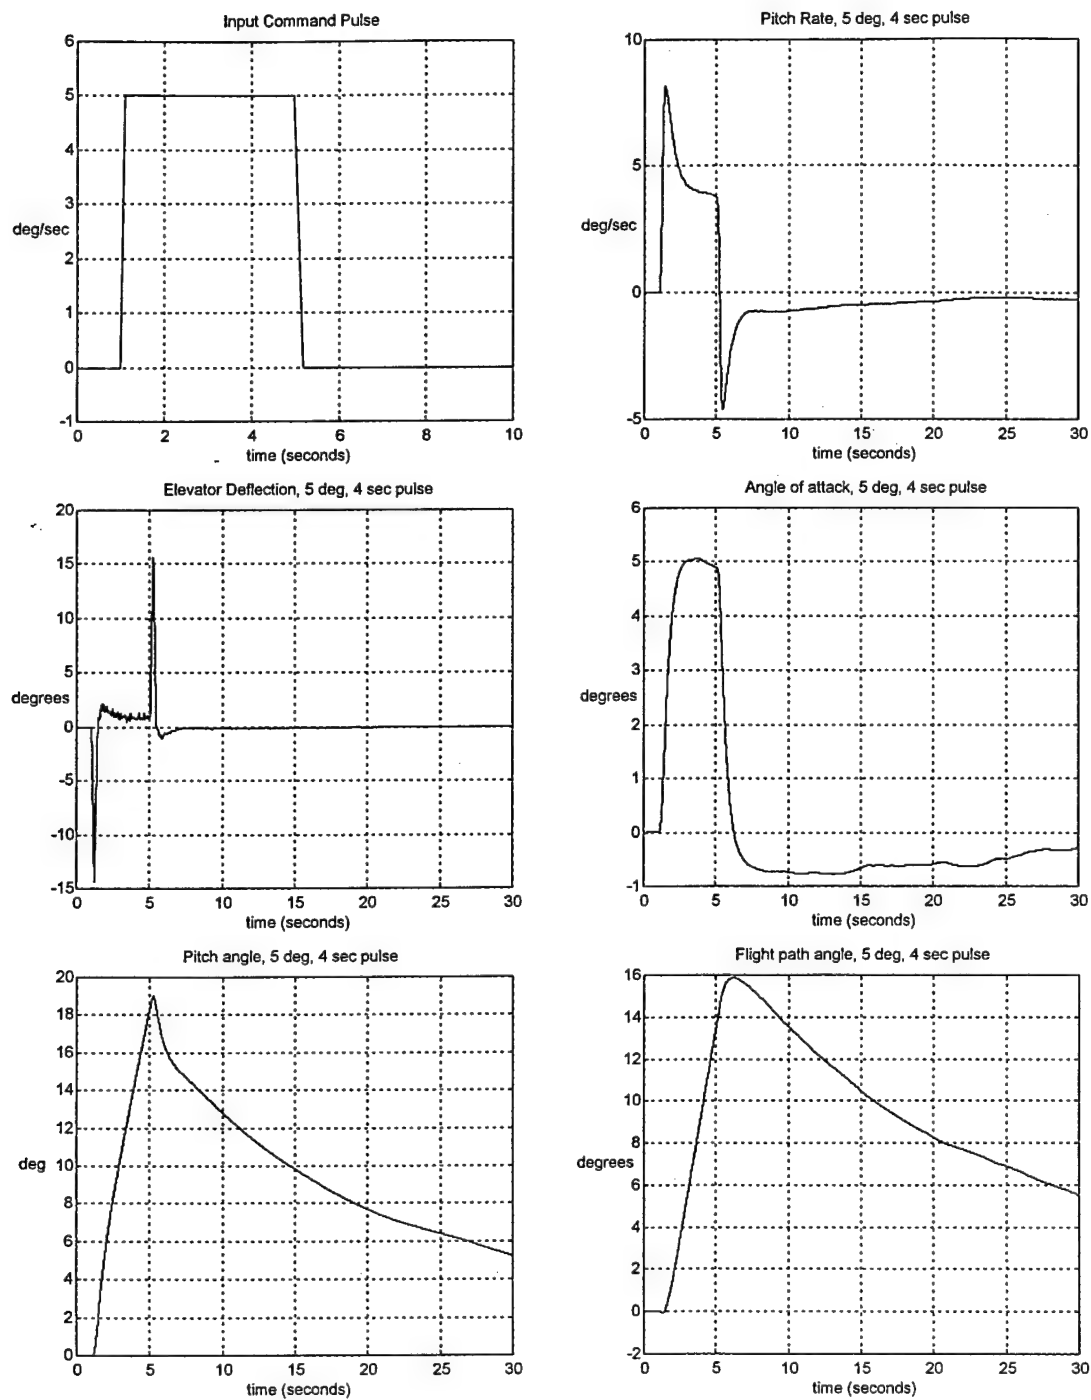 Input Command Pulse
6
5
4
3
deg/sec
2
1
0
-1
0 2 4 6 8 10
time (seconds)
Pitch Rate, 5 deg, 4 sec pulse
10
5
deg/sec
0
-5
0 5 10 15 20 25 30
time (seconds)
Elevator Deflection, 5 deg, 4 sec pulse
20
15
10
5
degrees
0
-5
-10
-15
0 5 10 15 20 25 30
time (seconds)
Angle of attack, 5 deg, 4 sec pulse
6
5
4
3
degrees
2
1
0
-1
0 5 10 15 20 25 30
time (seconds)
Pitch angle, 5 deg, 4 sec pulse
20
18
16
14
12
deg
10
8
6
4
2
0
0 5 10 15 20 25 30
time (seconds)
Flight path angle, 5 deg, 4 sec pulse
16
14
12
10
8
degrees
6
4
2
0
-2
0 5 10 15 20 25 30
time (seconds)